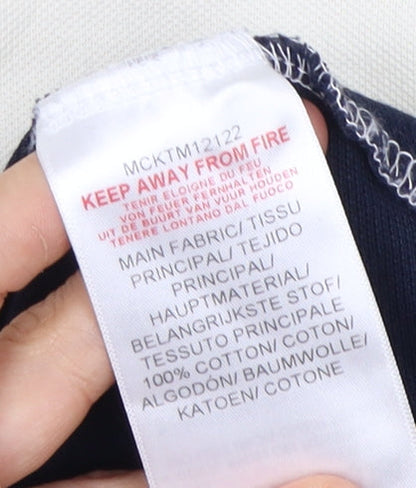 MCKTM12122
KEEP AWAY FROM FIRE
TENIR ELOIGNE DU FEU
VON FEUER FERNHALTEN
UIT DE BUURT VAN VUUR HOUDEN
TENERE LONTANO DAL FUOCO
MAIN FABRIC/ TISSU
PRINCIPAL/ TEJIDO
PRINCIPAL/
HAUPTMATERIAL/
BELANGRIJKSTE STOF/
TESSUTO PRINCIPALE
100% COTTON/ COTON/
ALGODÓN/ BAUMWOLLE/
KATOEN/ COTONE